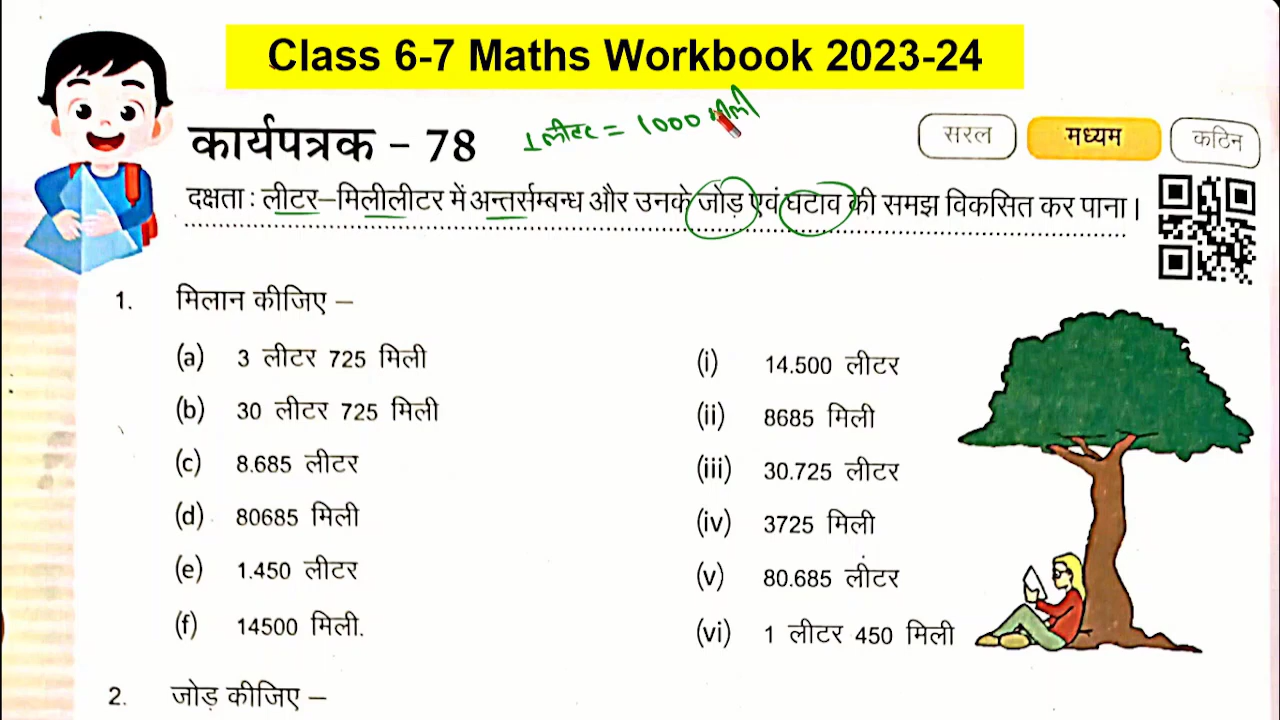 Class 6-7 Maths Workbook 2023-24
कार्यपत्रक – 78
1 लीटर = 1000 मिली
सरल
मध्यम
कठिन
दक्षता : लीटर–मिलीलीटर में अन्तर्सम्बन्ध और उनके जोड़ एवं घटाव की समझ विकसित कर पाना।
1. मिलान कीजिए –
(a) 3 लीटर 725 मिली (i) 14.500 लीटर
(b) 30 लीटर 725 मिली (ii) 8685 मिली
(c) 8.685 लीटर (iii) 30.725 लीटर
(d) 80685 मिली (iv) 3725 मिली
(e) 1.450 लीटर (v) 80.685 लीटर
(f) 14500 मिली. (vi) 1 लीटर 450 मिली
2. जोड़ कीजिए –